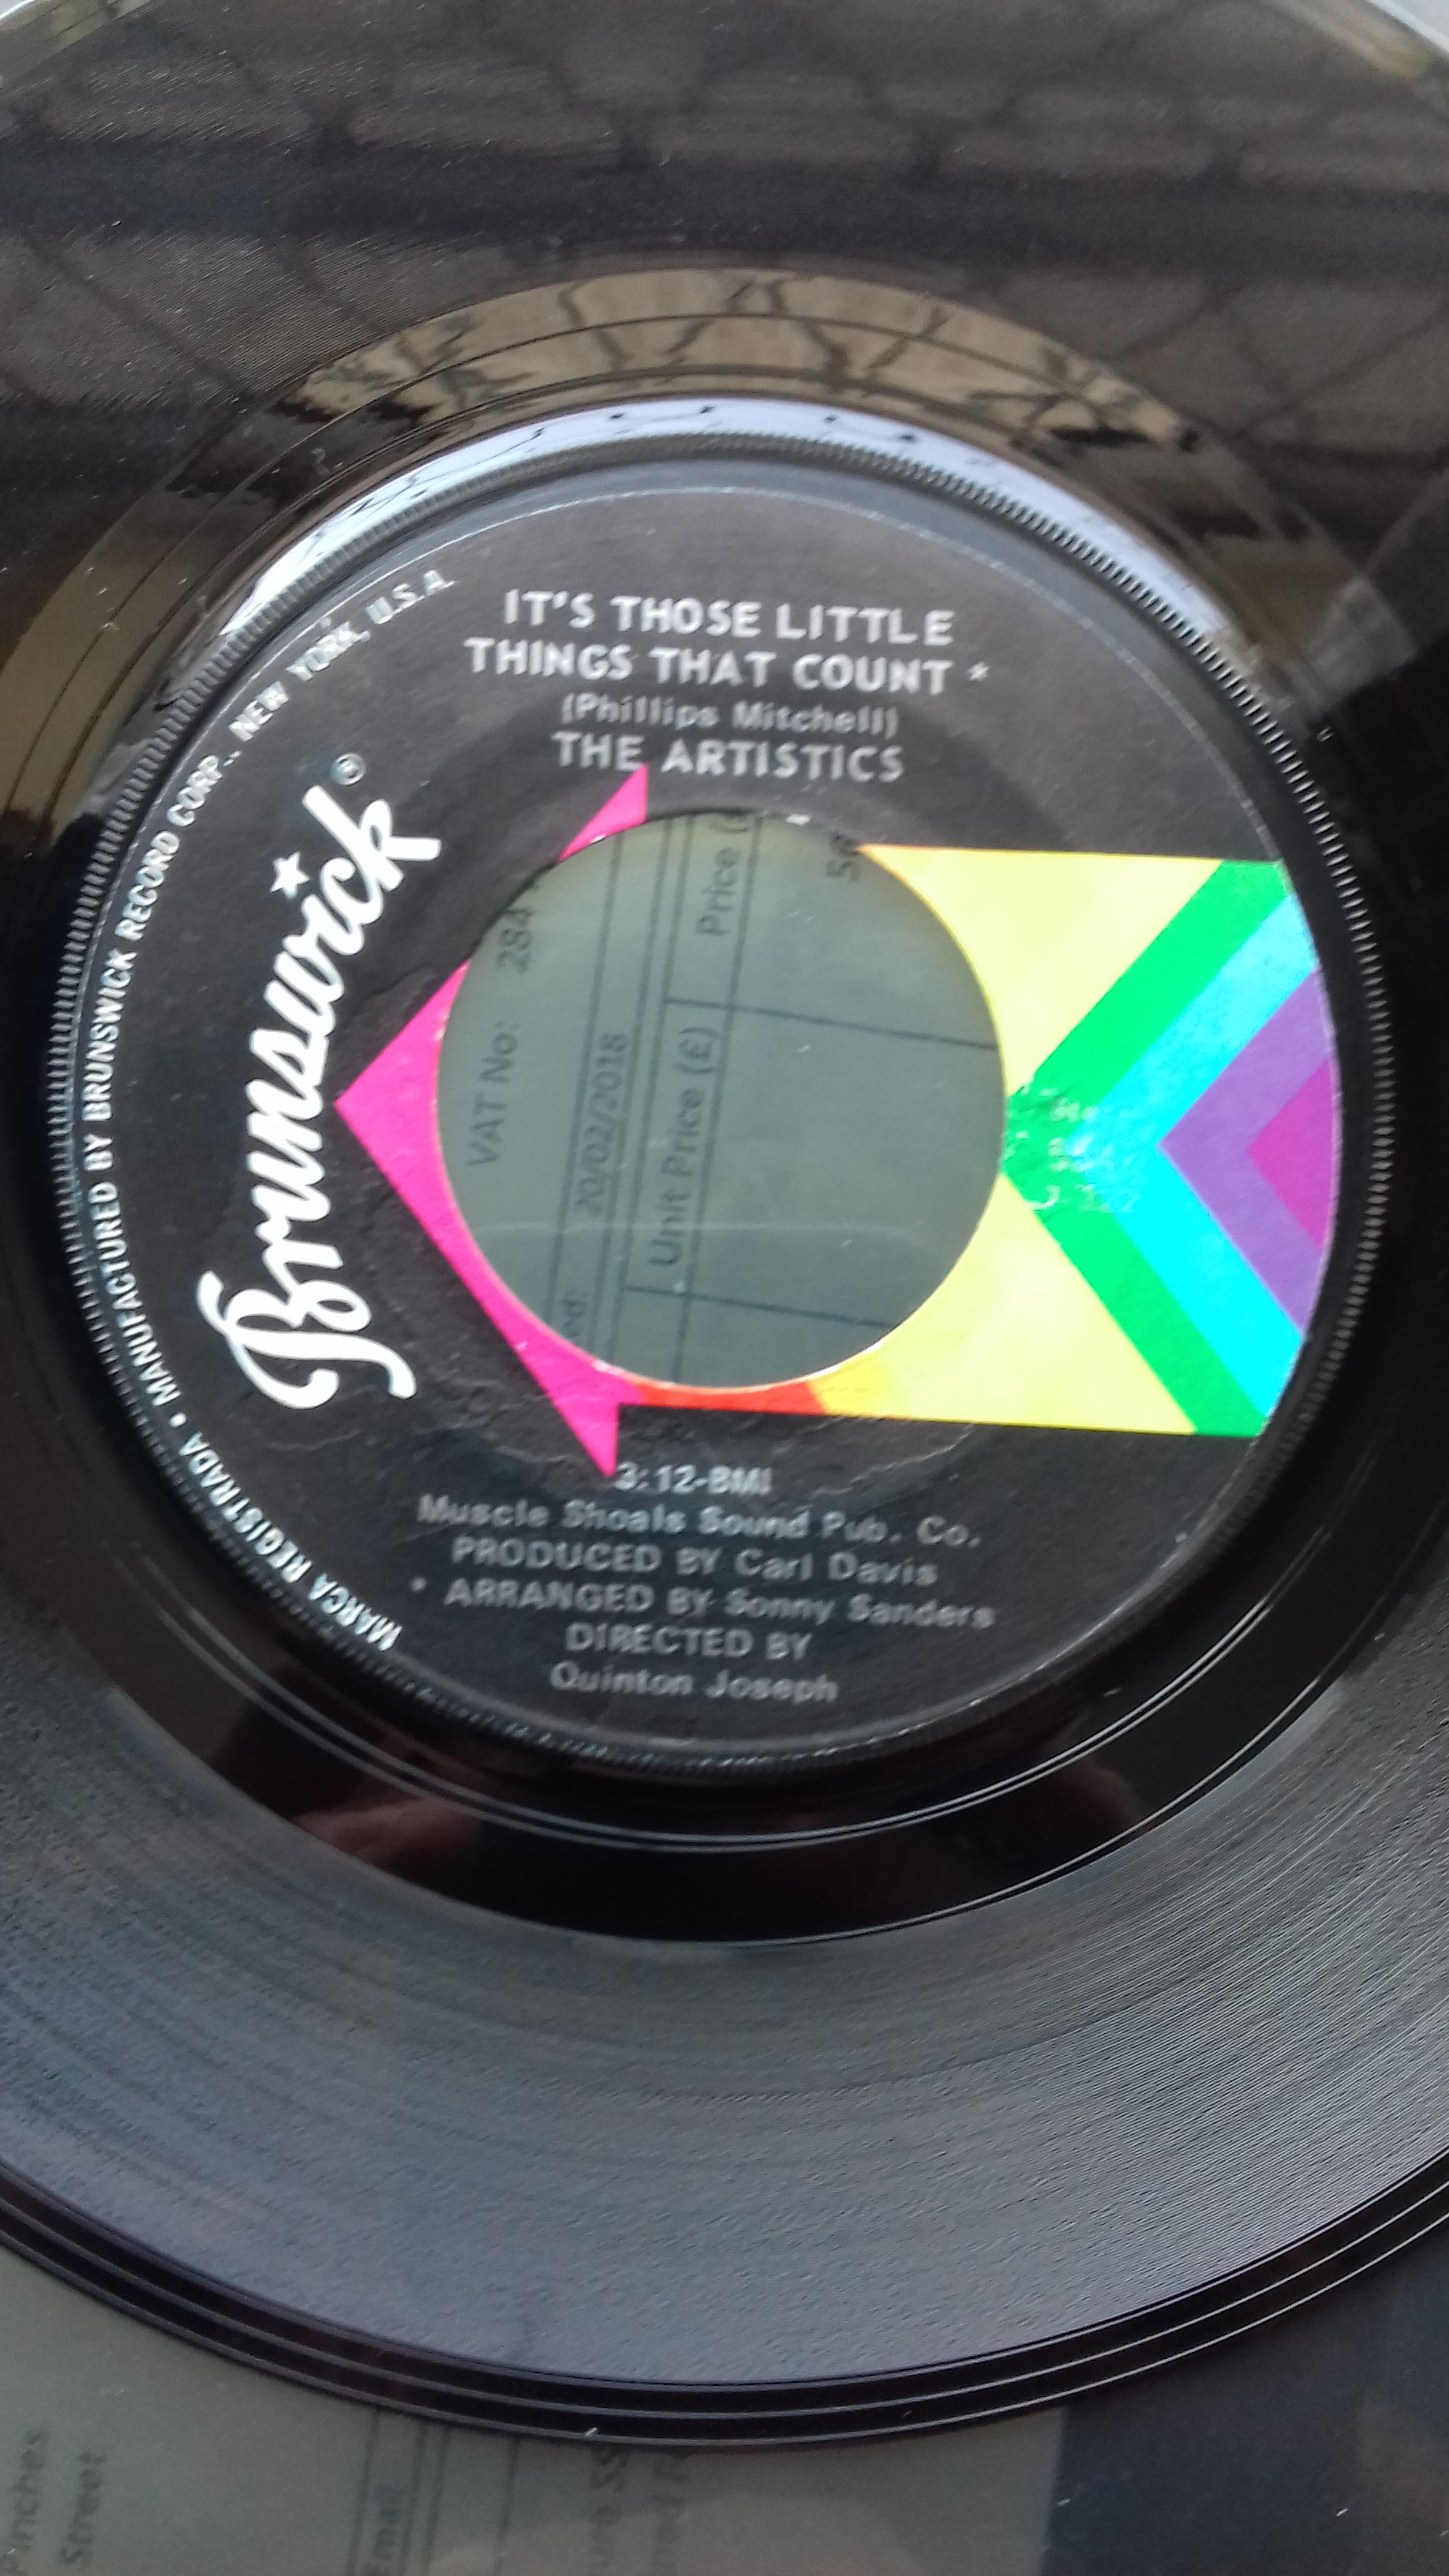 IT'S THOSE LITTLE
THINGS THAT COUNT *
(Phillips Mitchell)
THE ARTISTICS
Brunswick ®
MARCA REGISTRADA • MANUFACTURED BY BRUNSWICK RECORD CORP., NEW YORK, U.S.A.
3:12-BMI
Muscle Shoals Sound Pub. Co.
PRODUCED BY Carl Davis
* ARRANGED BY Sonny Sanders
DIRECTED BY
Quinton Joseph
VAT No: 284
20/02/2018
Unit Price (£)
Price
Pinches
Street
Email